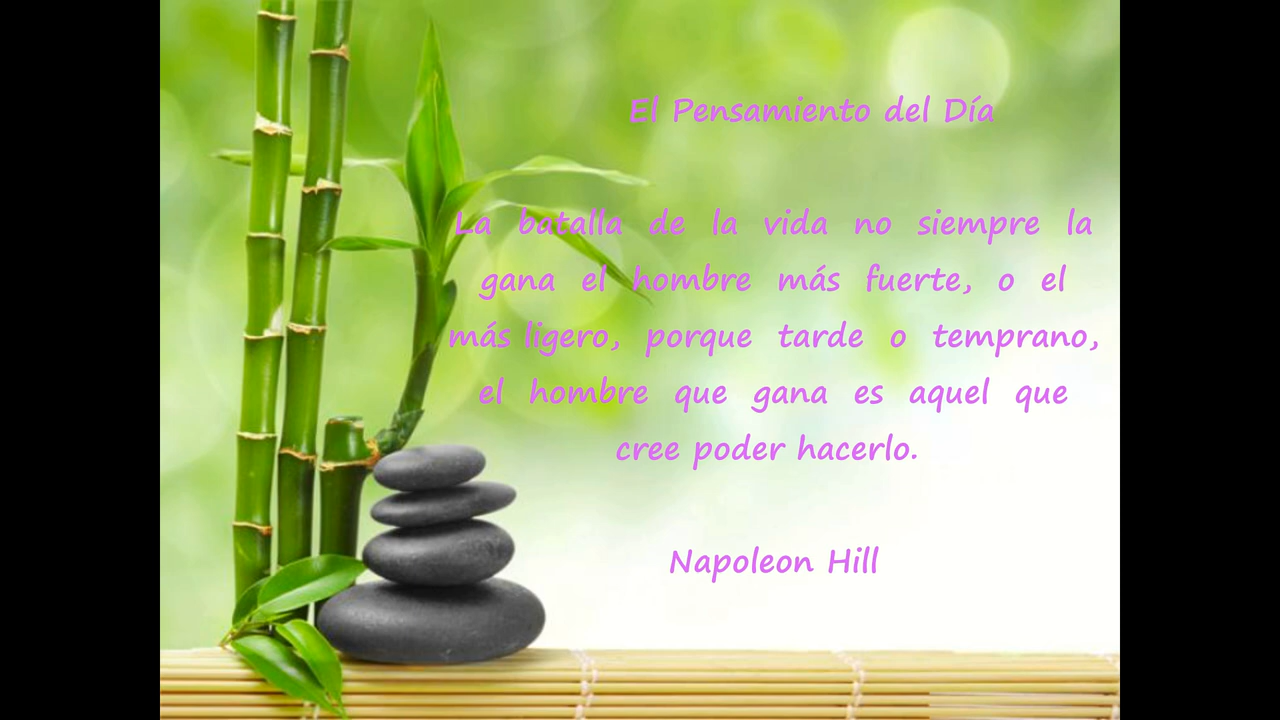 El Pensamiento del Día
La batalla de la vida no siempre la
gana el hombre más fuerte, o el
más ligero, porque tarde o temprano,
el hombre que gana es aquel que
cree poder hacerlo.
Napoleon Hill